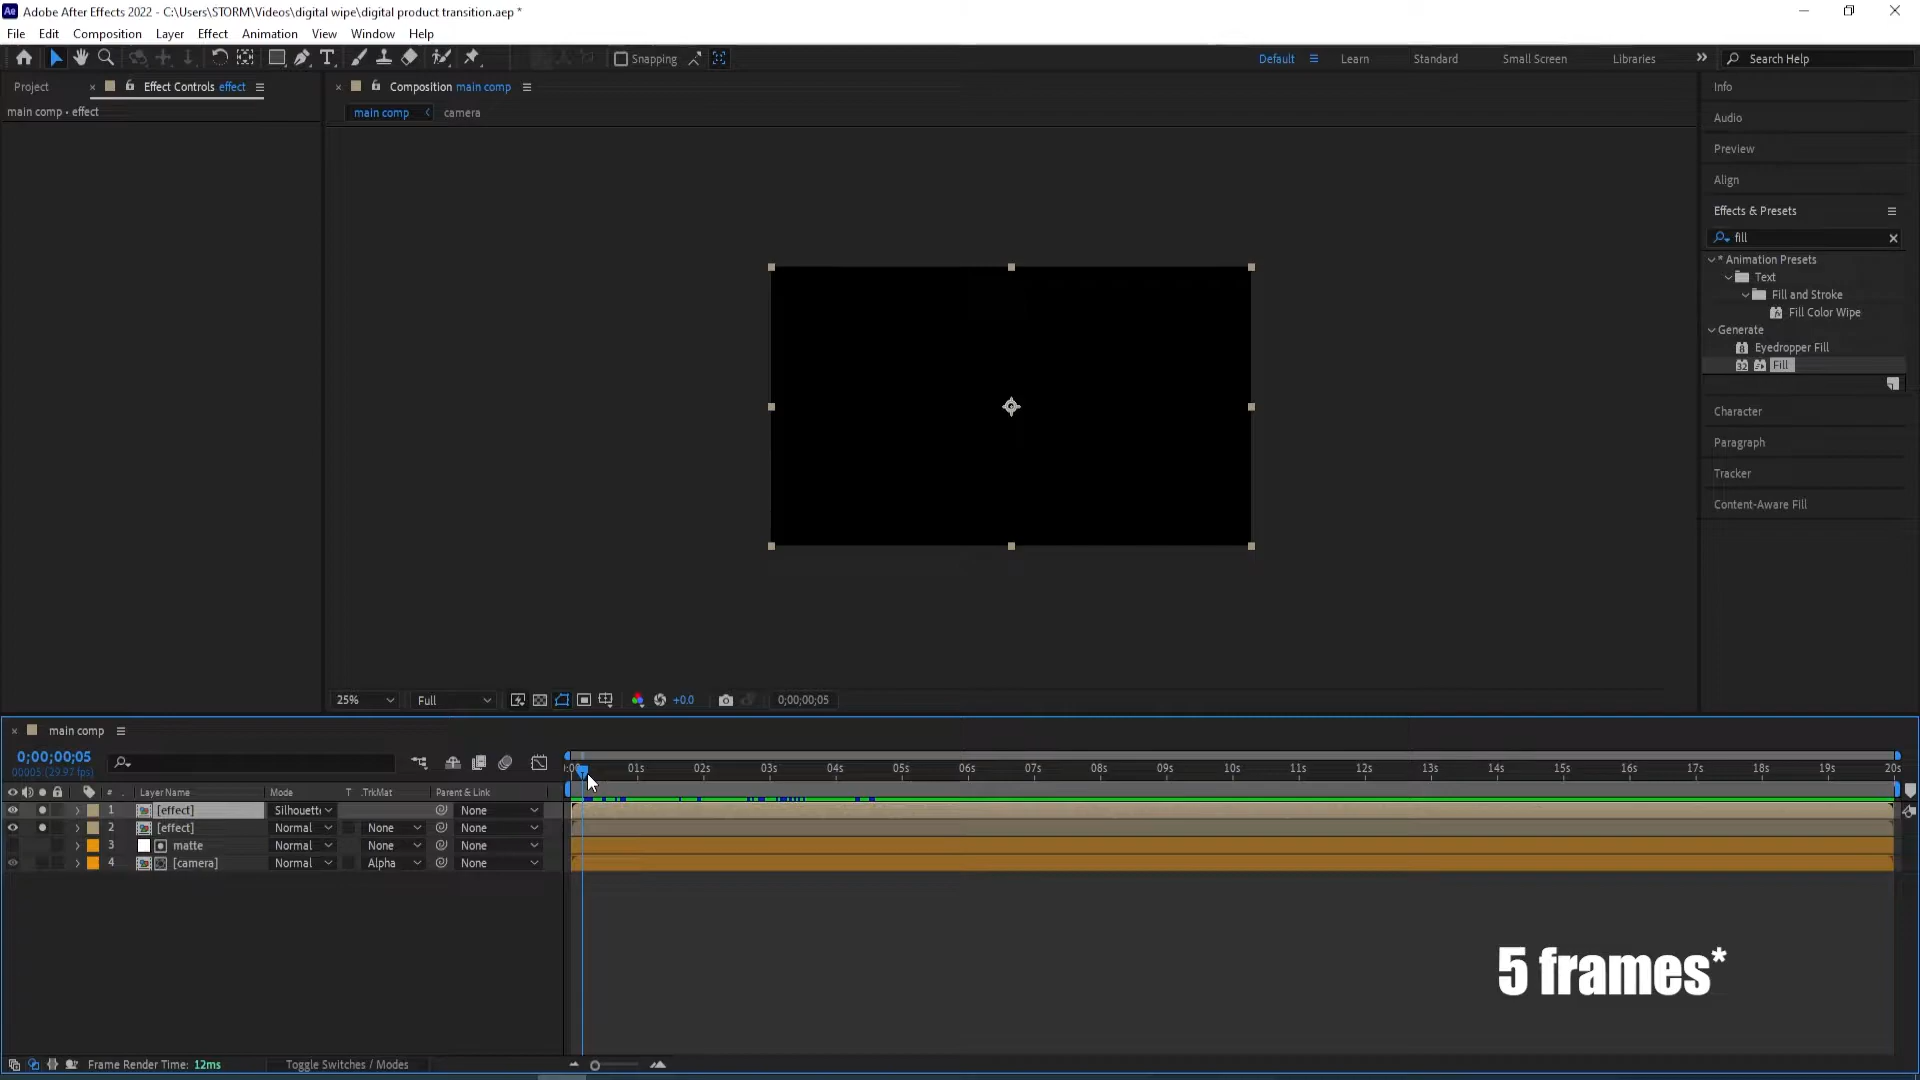 Ae Adobe After Effects 2022 - C:\Users\STORM\Videos\digital wipe\digital product transition.aep *
File Edit Composition Layer Effect Animation View Window Help
Snapping
Default Learn Standard Small Screen Libraries Search Help
Project Effect Controls effect
main comp • effect
Composition main comp
main comp camera
Info
Audio
Preview
Align
Effects & Presets
fill
* Animation Presets
Text
Fill and Stroke
Fill Color Wipe
Generate
Eyedropper Fill
32 Fill
Character
Paragraph
Tracker
Content-Aware Fill
25% Full +0.0 0;00;00;05
main comp
0;00;00;05
00005 (29.97 fps)
01s 02s 03s 04s 05s 06s 07s 08s 09s 10s 11s 12s 13s 14s 15s 16s 17s 18s 19s 20s
# Layer Name Mode T .TrkMat Parent & Link
1 [effect] Silhouett None
2 [effect] Normal None None
3 matte Normal None None
4 [camera] Normal Alpha None
5 frames*
Frame Render Time: 12ms Toggle Switches / Modes